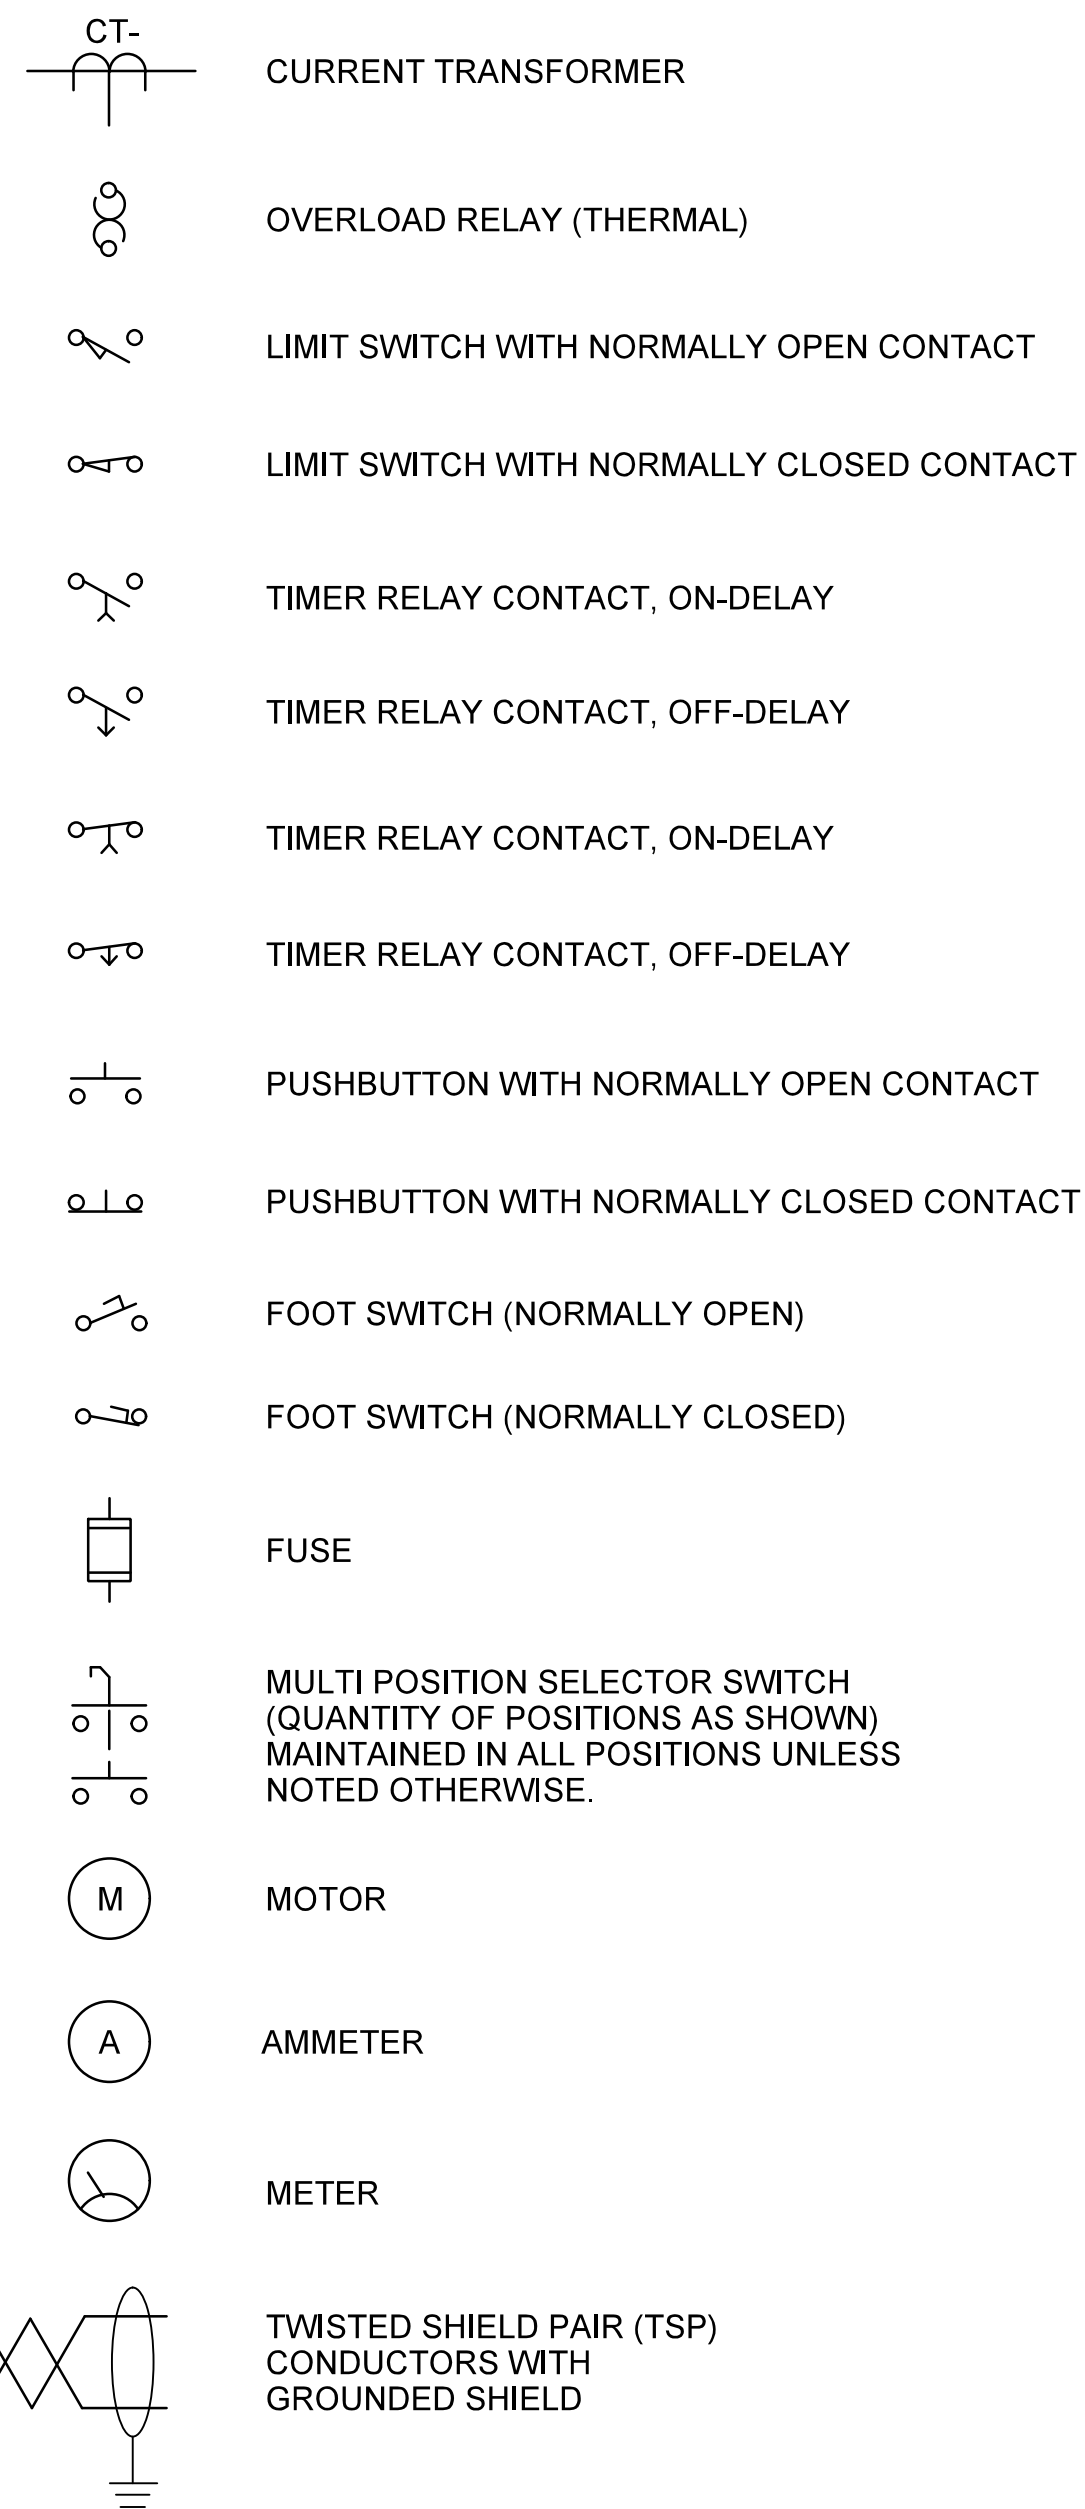 CT-
CURRENT TRANSFORMER
OVERLOAD RELAY (THERMAL)
LIMIT SWITCH WITH NORMALLY OPEN CONTACT
LIMIT SWITCH WITH NORMALLY CLOSED CONTACT
TIMER RELAY CONTACT, ON-DELAY
TIMER RELAY CONTACT, OFF-DELAY
TIMER RELAY CONTACT, ON-DELAY
TIMER RELAY CONTACT, OFF-DELAY
PUSHBUTTON WITH NORMALLY OPEN CONTACT
PUSHBUTTON WITH NORMALLY CLOSED CONTACT
FOOT SWITCH (NORMALLY OPEN)
FOOT SWITCH (NORMALLY CLOSED)
FUSE
MULTI POSITION SELECTOR SWITCH
(QUANTITY OF POSITIONS AS SHOWN)
MAINTAINED IN ALL POSITIONS UNLESS
NOTED OTHERWISE.
M
MOTOR
A
AMMETER
METER
TWISTED SHIELD PAIR (TSP)
CONDUCTORS WITH
GROUNDED SHIELD